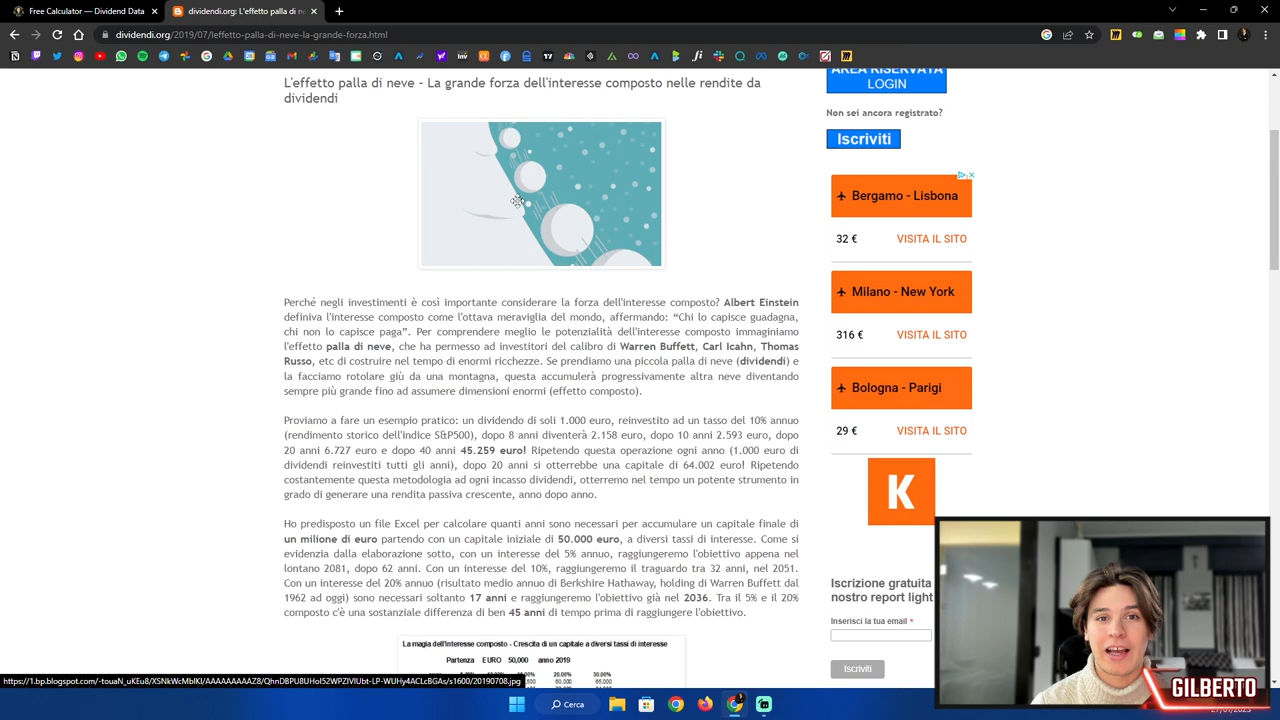 Free Calculator — Data
L'effetto palla di ne
dividendi.org/2019/07/leffetto-palla-di-neve-la-grande-forza.html
L'effetto palla di neve - La grande forza dell'interesse composto nelle rendite da
dividendi
AREA RISERVATA
LOGIN
Non sei ancora registrato?
Iscriviti
Bergamo - Lisbona
32 €
VISITA IL SITO
Milano - New York
316 €
VISITA IL SITO
Bologna - Parigi
29 €
VISITA IL SITO
K
Perché negli investimenti è così importante considerare la forza dell'interesse composto? Albert Einstein
definiva l'interesse composto come l'ottava meraviglia del mondo, affermando: “Chi lo capisce guadagna,
chi non lo capisce paga”. Per comprendere meglio le potenzialità dell'interesse composto immaginiamo
l'effetto palla di neve, che ha permesso ad investitori del calibro di Warren Buffett, Carl Icahn, Thomas
Russo, etc di costruire nel tempo di enormi ricchezze. Se prendiamo una piccola palla di neve (dividendi) e
la facciamo rotolare giù da una montagna, questa accumulerà progressivamente altra neve diventando
sempre più grande fino ad assumere dimensioni enormi (effetto composto).
Proviamo a fare un esempio pratico: un dividendo di soli 1.000 euro, reinvestito ad un tasso del 10% annuo
(rendimento storico dell'indice S&P500), dopo 8 anni diventerà 2.158 euro, dopo 10 anni 2.593 euro, dopo
20 anni 6.727 euro e dopo 40 anni 45.259 euro! Ripetendo questa operazione ogni anno (1.000 euro di
dividendi reinvestiti tutti gli anni), dopo 20 anni si otterrebbe una capitale di 64.002 euro! Ripetendo
costantemente questa metodologia ad ogni incasso dividendi, otterremo nel tempo un potente strumento in
grado di generare una rendita passiva crescente, anno dopo anno.
Ho predisposto un file Excel per calcolare quanti anni sono necessari per accumulare un capitale finale di
un milione di euro partendo con un capitale iniziale di 50.000 euro, a diversi tassi di interesse. Come si
evidenzia dalla elaborazione sotto, con un interesse del 5% annuo, raggiungeremo l'obiettivo appena nel
lontano 2081, dopo 62 anni. Con un interesse del 10%, raggiungeremo il traguardo tra 32 anni, nel 2051.
Con un interesse del 20% annuo (risultato medio annuo di Berkshire Hathaway, holding di Warren Buffett dal
1962 ad oggi) sono necessari soltanto 17 anni e raggiungeremo l'obiettivo già nel 2036. Tra il 5% e il 20%
composto c'è una sostanziale differenza di ben 45 anni di tempo prima di raggiungere l'obiettivo.
Iscrizione gratuita
nostro report light
Inserisci la tua email *
Iscriviti
La magia dell'interesse composto - Crescita di un capitale a diversi tassi di interesse
Partenza EURO 50,000 anno 2019
Cerca
GILBERTO